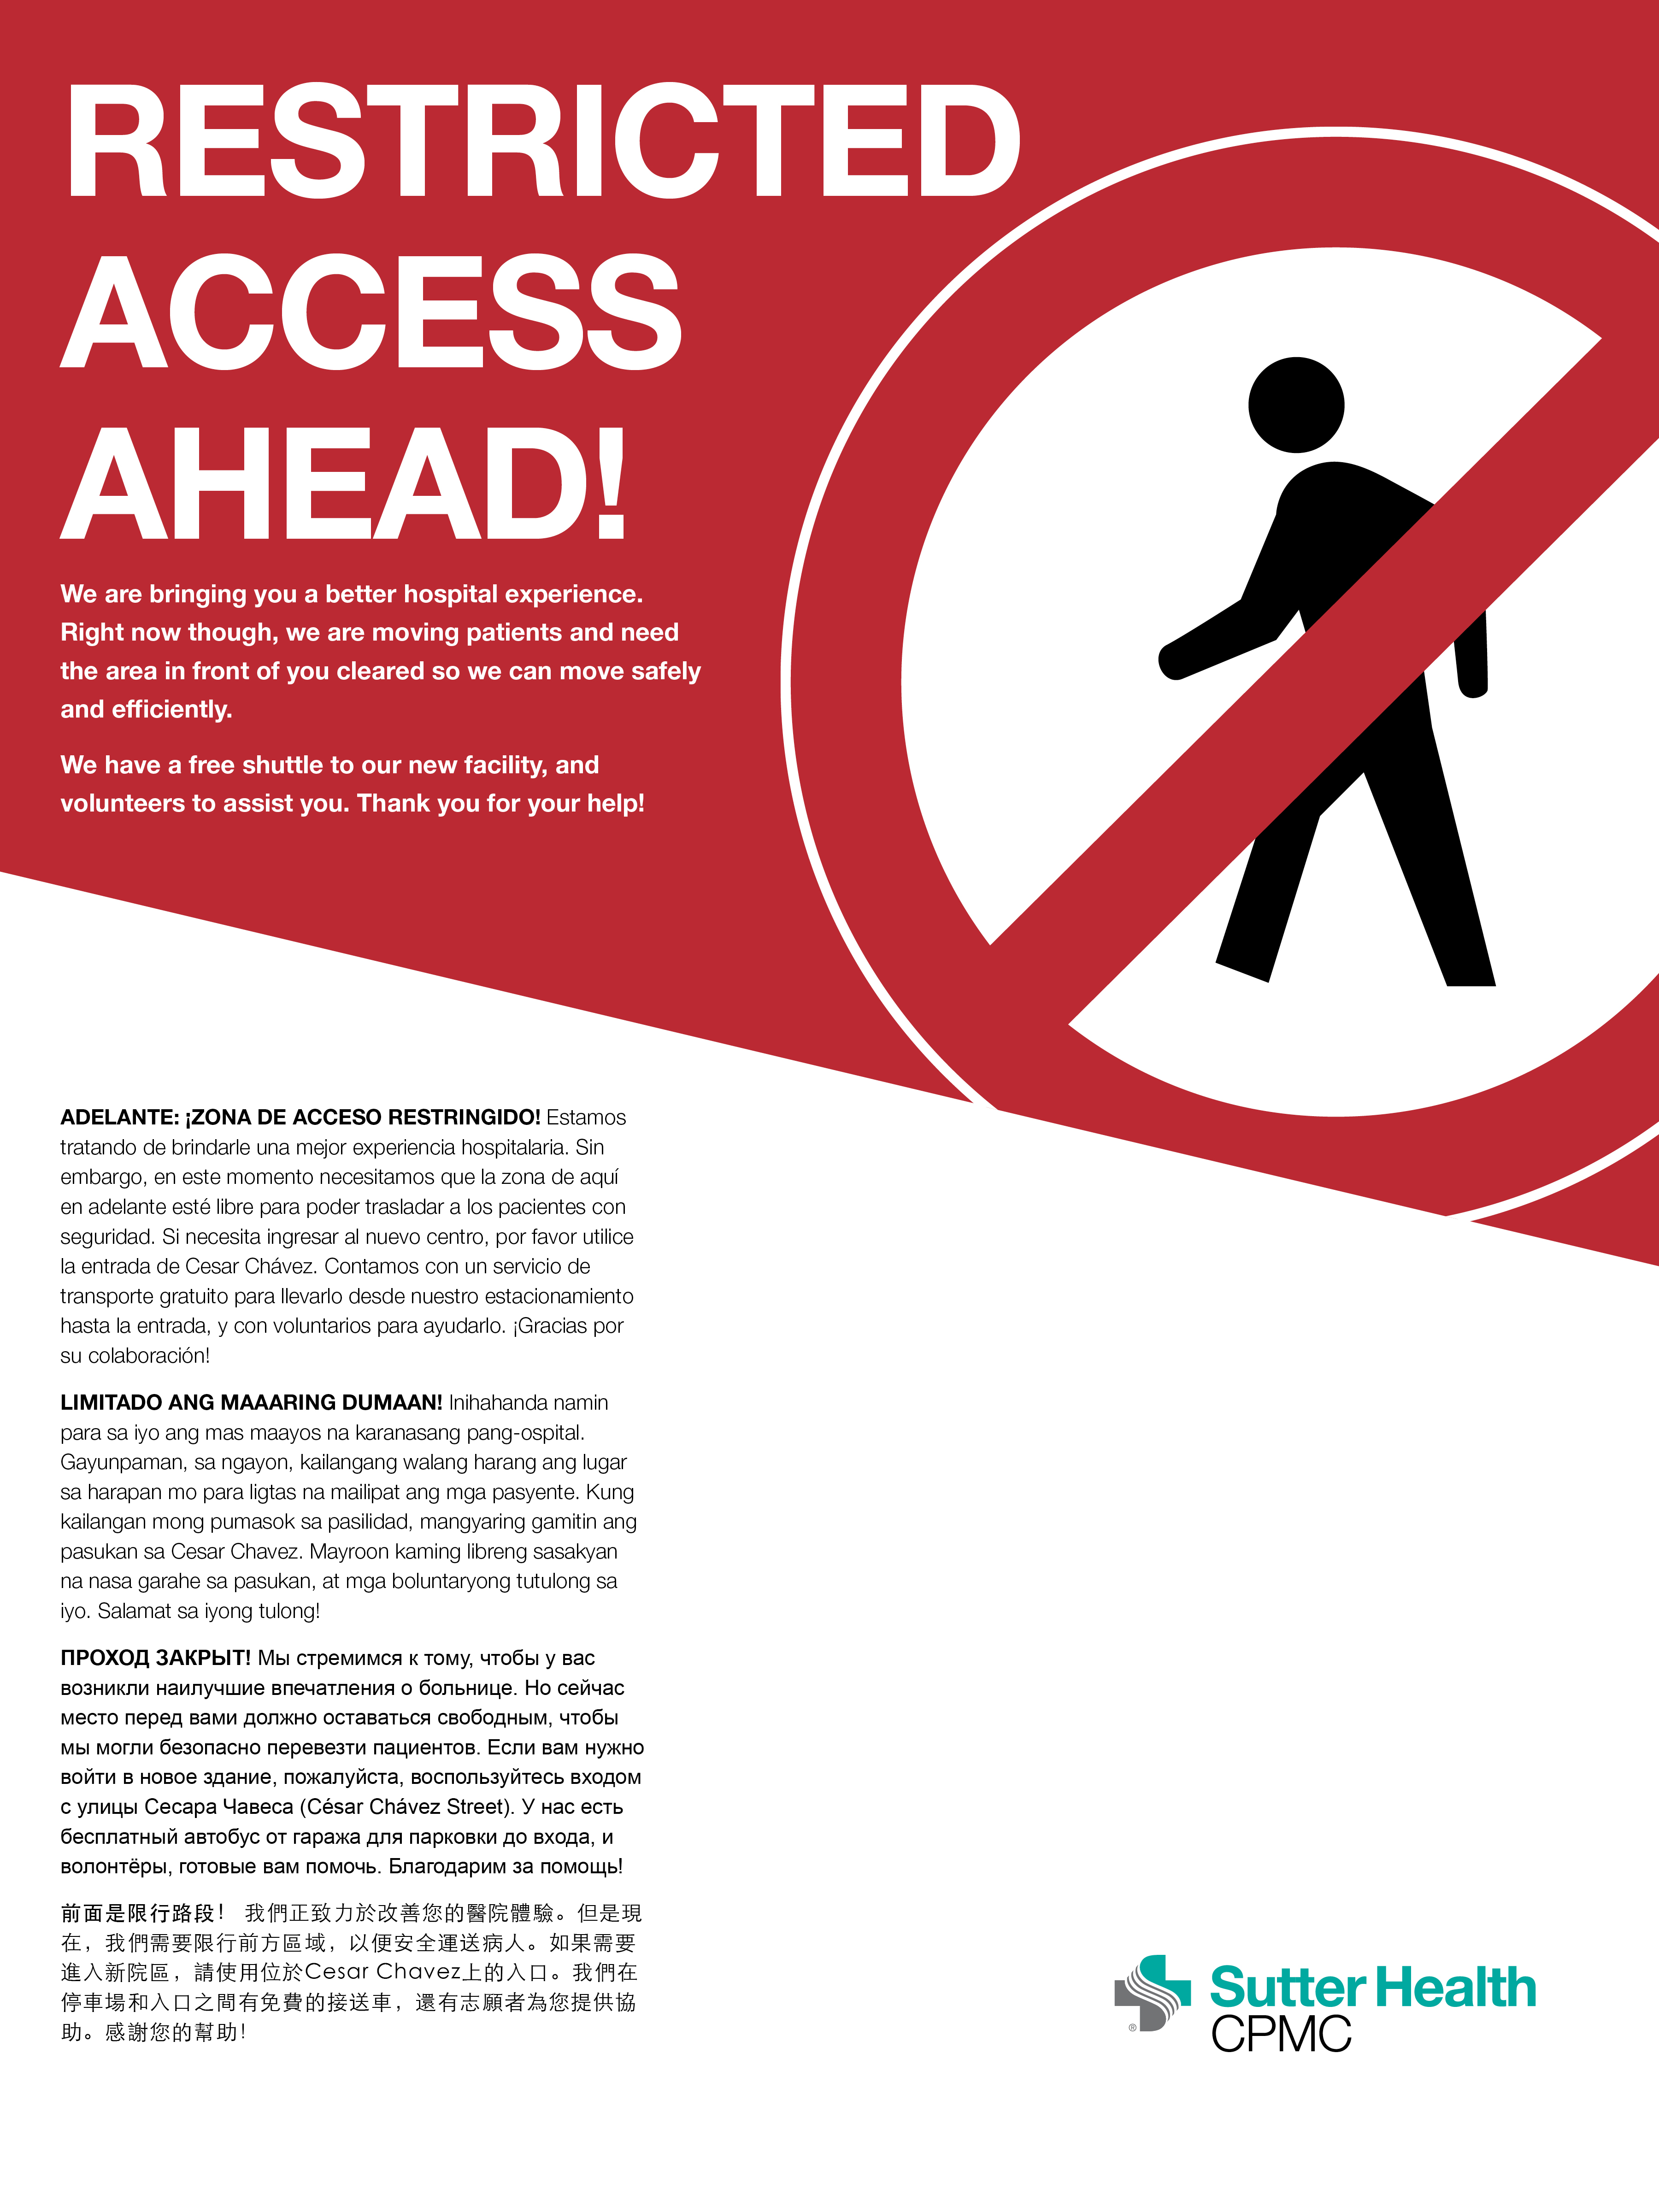 RESTRICTED
ACCESS
AHEAD!
We are bringing you a better hospital experience.
Right now though, we are moving patients and need
the area in front of you cleared so we can move safely
and efficiently.
We have a free shuttle to our new facility, and
volunteers to assist you. Thank you for your help!
ADELANTE: ¡ZONA DE ACCESO RESTRINGIDO! Estamos
tratando de brindarle una mejor experiencia hospitalaria. Sin
embargo, en este momento necesitamos que la zona de aquí
en adelante esté libre para poder trasladar a los pacientes con
seguridad. Si necesita ingresar al nuevo centro, por favor utilice
la entrada de Cesar Chávez. Contamos con un servicio de
transporte gratuito para llevarlo desde nuestro estacionamiento
hasta la entrada, y con voluntarios para ayudarlo. ¡Gracias por
su colaboración!
LIMITADO ANG MAAARING DUMAAN! Inihahanda namin
para sa iyo ang mas maayos na karanasang pang-ospital.
Gayunpaman, sa ngayon, kailangang walang harang ang lugar
sa harapan mo para ligtas na mailipat ang mga pasyente. Kung
kailangan mong pumasok sa pasilidad, mangyaring gamitin ang
pasukan sa Cesar Chavez. Mayroon kaming libreng sasakyan
na nasa garahe sa pasukan, at mga boluntaryong tutulong sa
iyo. Salamat sa iyong tulong!
ПРОХОД ЗАКРЫТ! Мы стремимся к тому, чтобы у вас
возникли наилучшие впечатления о больнице. Но сейчас
место перед вами должно оставаться свободным, чтобы
мы могли безопасно перевезти пациентов. Если вам нужно
войти в новое здание, пожалуйста, воспользуйтесь входом
с улицы Сесара Чавеса (César Chávez Street). У нас есть
бесплатный автобус от гаража для парковки до входа, и
волонтёры, готовые вам помочь. Благодарим за помощь!
前面是限行路段！ 我們正致力於改善您的醫院體驗。但是現
在，我們需要限行前方區域，以便安全運送病人。如果需要
進入新院區，請使用位於Cesar Chavez上的入口。我們在
停車場和入口之間有免費的接送車，還有志願者為您提供協
助。感謝您的幫助！
Sutter Health
CPMC
®